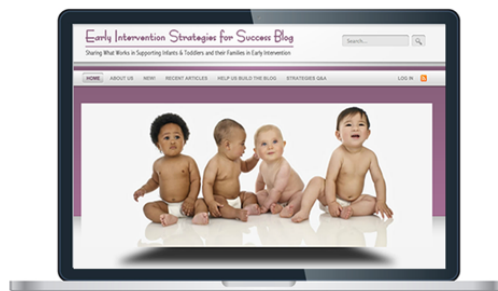 Early Intervention Strategies for Success Blog
Sharing What Works in Supporting Infants & Toddlers and their Families in Early Intervention
Search...
HOME ABOUT US NEW! RECENT ARTICLES HELP US BUILD THE BLOG STRATEGIES Q&A LOG IN